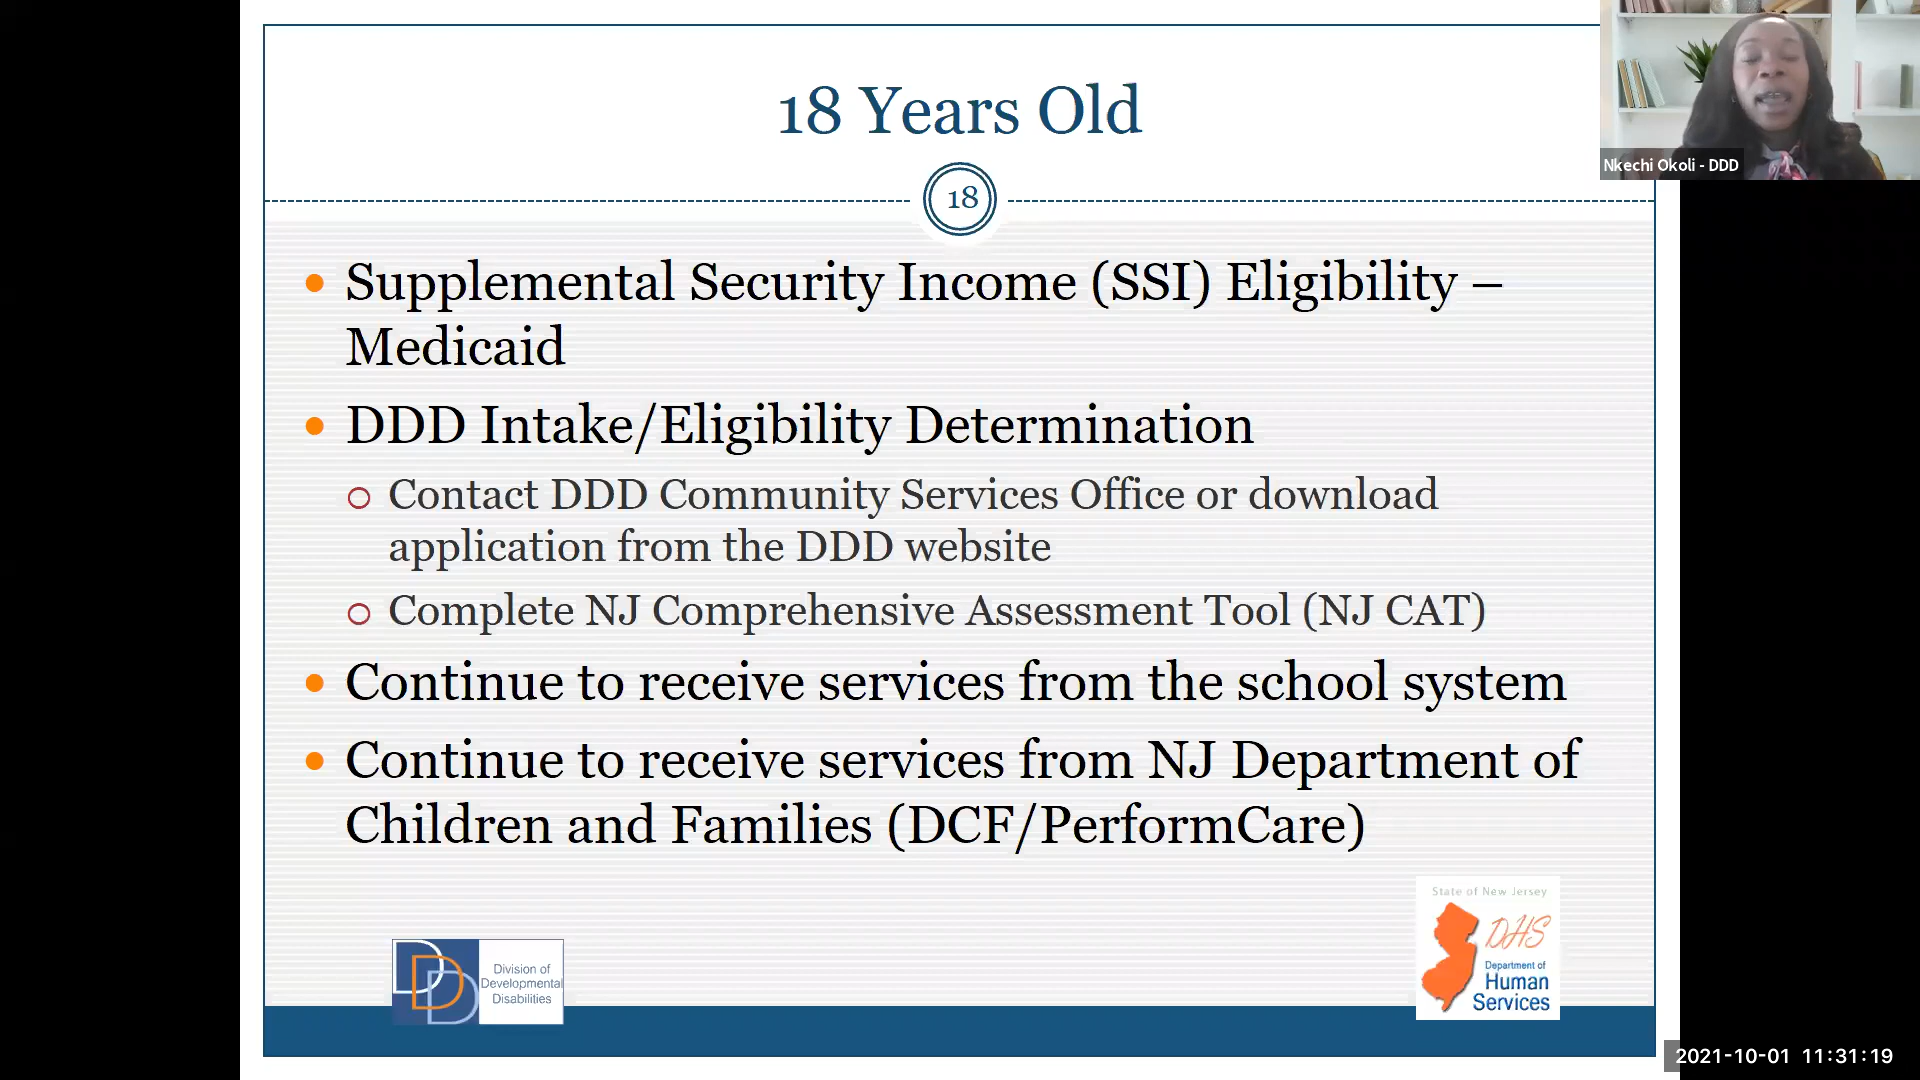 18 Years Old
Nkechi Okoli - DDD
18
Supplemental Security Income (SSI) Eligibility –
Medicaid
DDD Intake/Eligibility Determination
Contact DDD Community Services Office or download
application from the DDD website
Complete NJ Comprehensive Assessment Tool (NJ CAT)
Continue to receive services from the school system
Continue to receive services from NJ Department of
Children and Families (DCF/PerformCare)
DDD
Division of
Developmental
Disabilities
State of New Jersey
DHS
Department of
Human
Services
2021-10-01 11:31:19